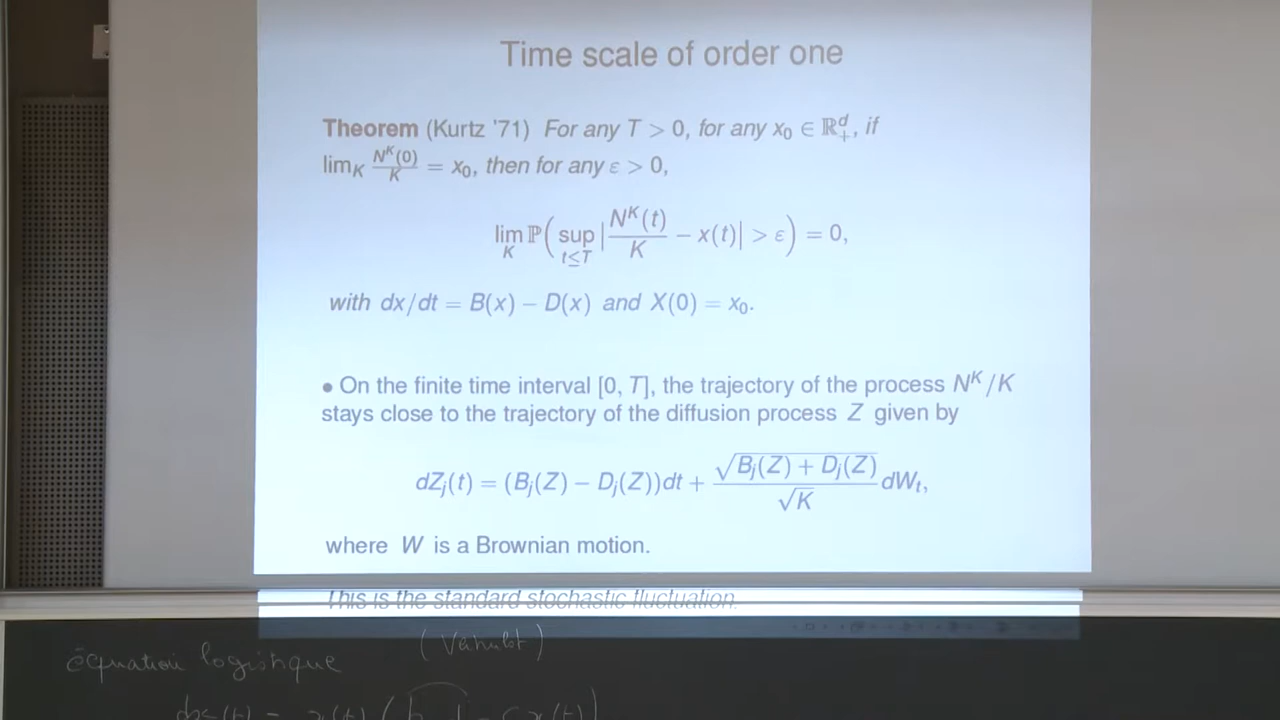 Time scale of order one
Theorem (Kurtz '71) For any T > 0, for any x₀ ∈ ℝ₊ᵈ, if
lim_K N^K(0)/K = x₀, then for any ε > 0,
lim_K ℙ( sup_{t≤T} | N^K(t)/K − x(t)| > ε ) = 0,
with dx/dt = B(x) − D(x) and X(0) = x₀.
• On the finite time interval [0, T], the trajectory of the process N^K/K
stays close to the trajectory of the diffusion process Z given by
dZ_j(t) = (B_j(Z) − D_j(Z))dt + √(B_j(Z) + D_j(Z))/√K dW_t,
where W is a Brownian motion.
This is the standard stochastic fluctuation.
équation logistique (Verhulst)